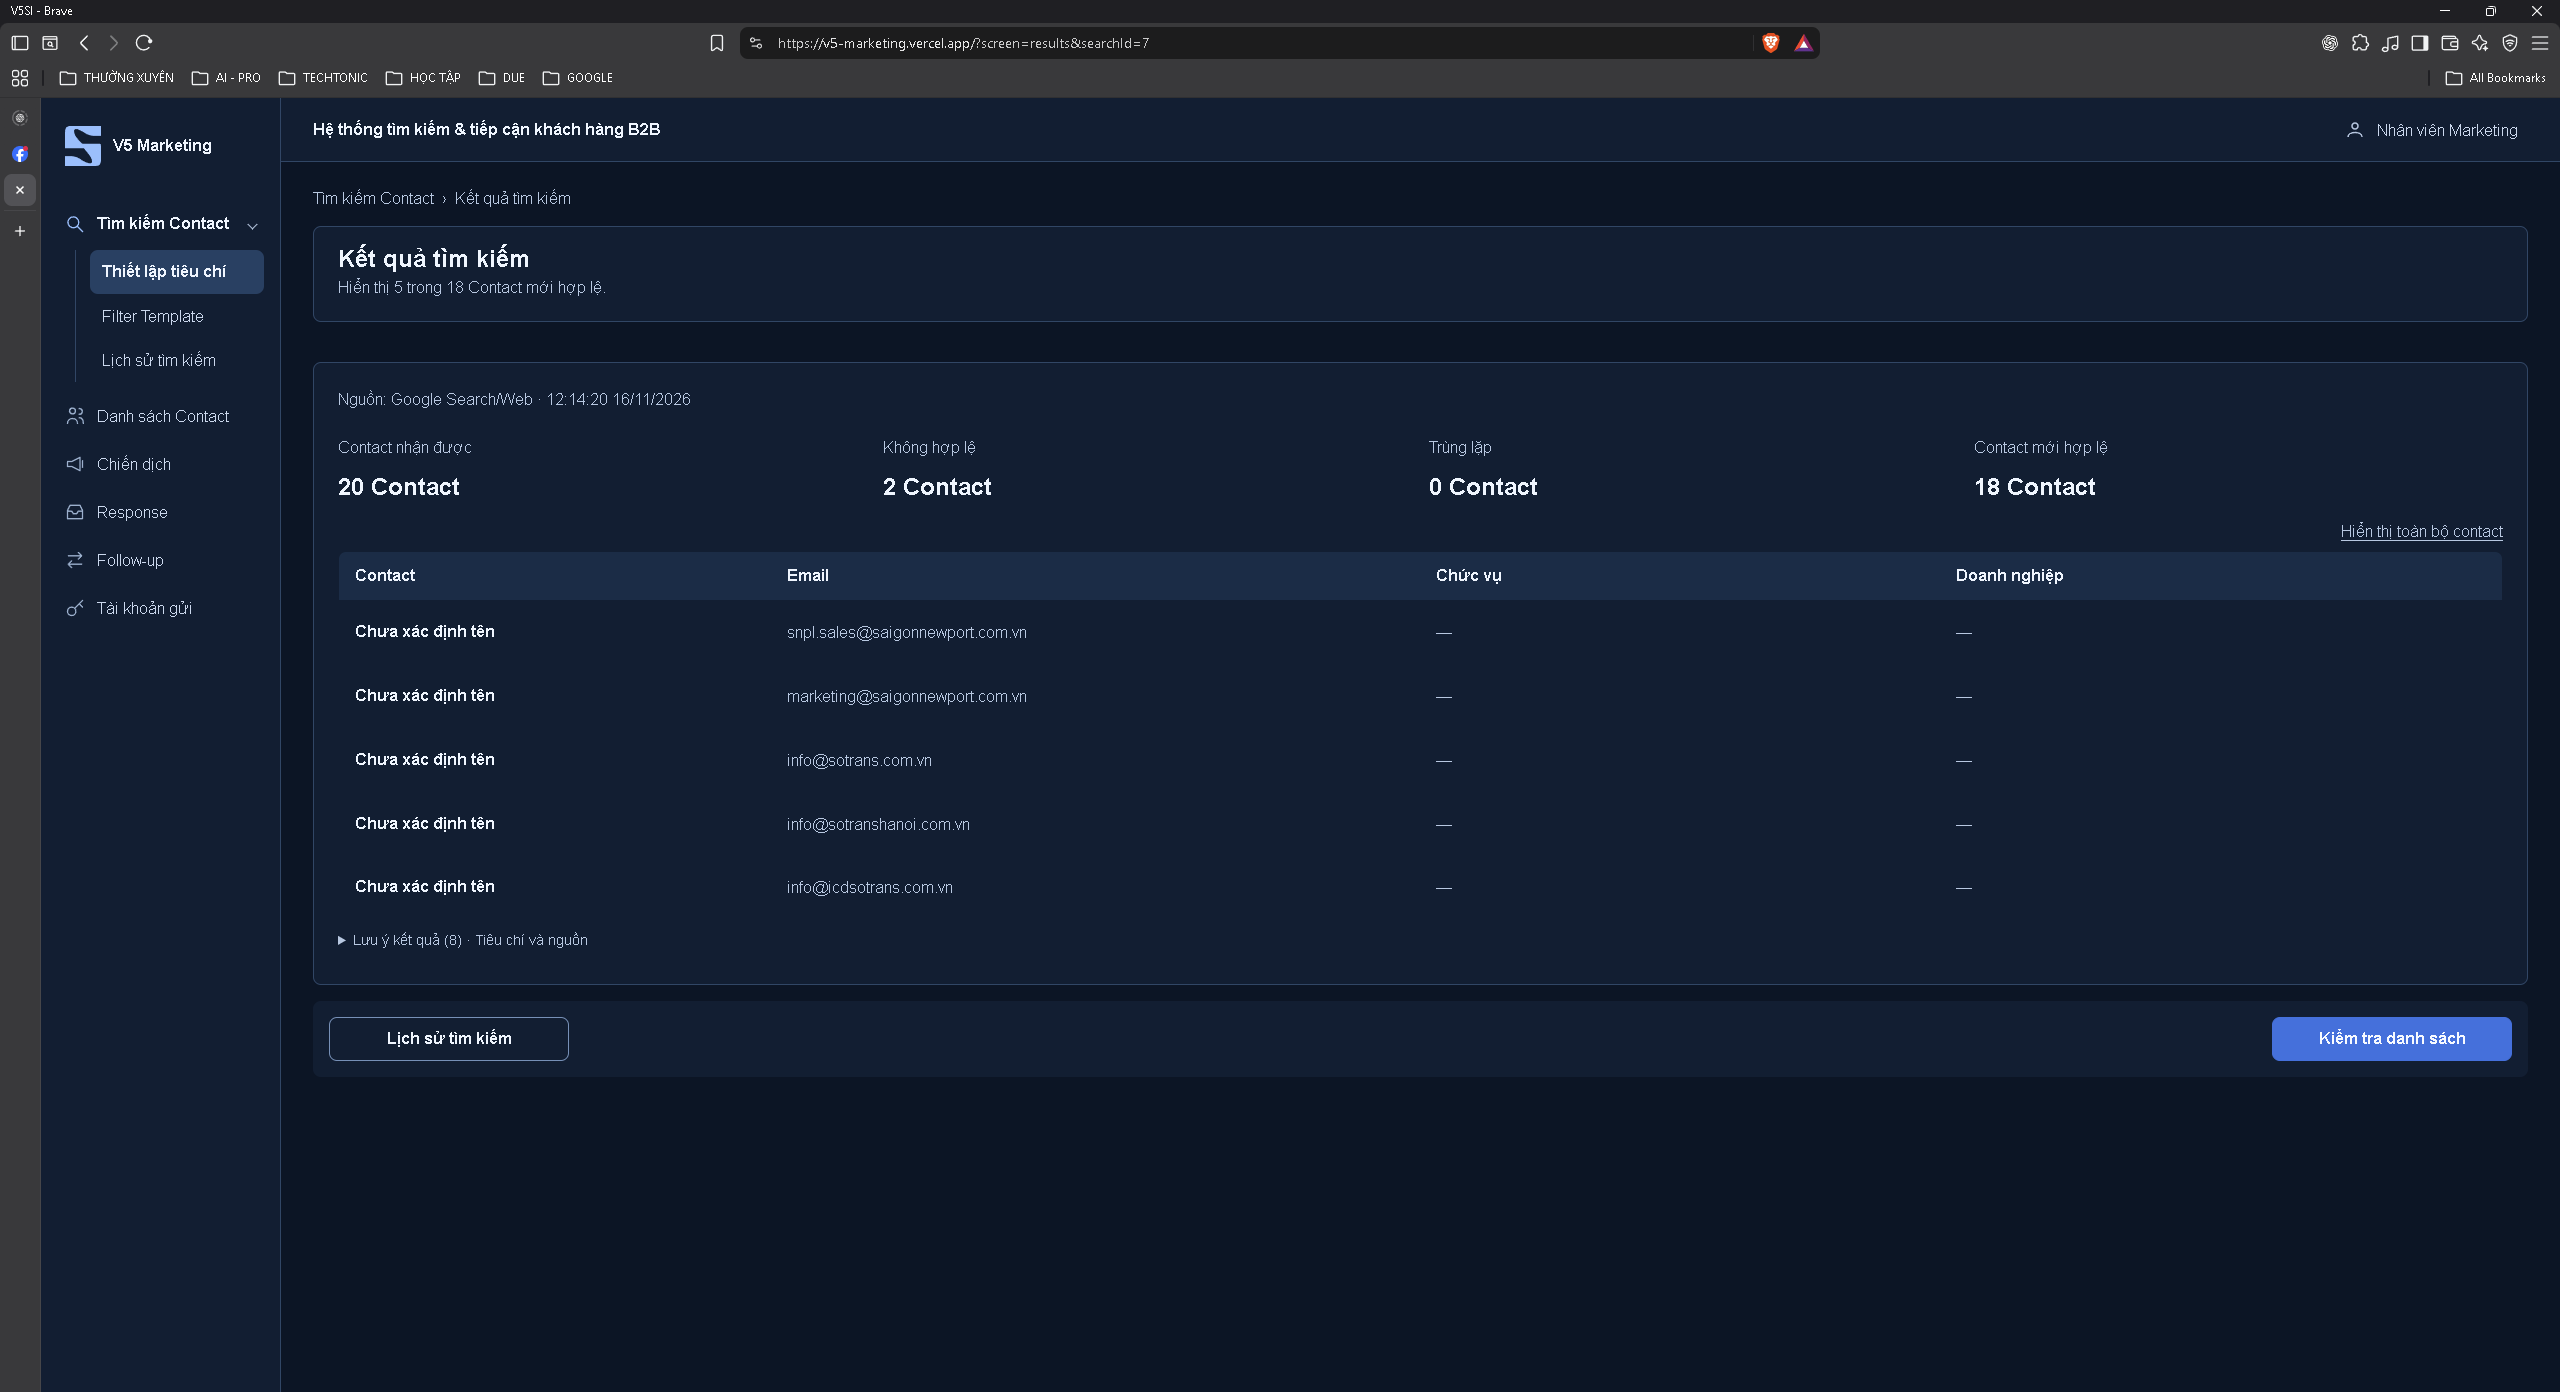 V5SI - Brave
https://v5-marketing.vercel.app/?screen=results&searchId=7
THƯỜNG XUYÊN
AI - PRO
TECHTONIC
HỌC TẬP
DUE
GOOGLE
All Bookmarks
V5 Marketing
Tìm kiếm Contact
Thiết lập tiêu chí
Filter Template
Lịch sử tìm kiếm
Danh sách Contact
Chiến dịch
Response
Follow-up
Tài khoản gửi
Hệ thống tìm kiếm & tiếp cận khách hàng B2B
Nhân viên Marketing
Tìm kiếm Contact › Kết quả tìm kiếm
Kết quả tìm kiếm
Hiển thị 5 trong 18 Contact mới hợp lệ.
Nguồn: Google Search/Web · 12:14:20 16/11/2026
Contact nhận được
20 Contact
Không hợp lệ
2 Contact
Trùng lặp
0 Contact
Contact mới hợp lệ
18 Contact
Hiển thị toàn bộ contact
Contact Email Chức vụ Doanh nghiệp
Chưa xác định tên snpl.sales@saigonnewport.com.vn — —
Chưa xác định tên marketing@saigonnewport.com.vn — —
Chưa xác định tên info@sotrans.com.vn — —
Chưa xác định tên info@sotranshanoi.com.vn — —
Chưa xác định tên info@icdsotrans.com.vn — —
Lưu ý kết quả (8) · Tiêu chí và nguồn
Lịch sử tìm kiếm
Kiểm tra danh sách